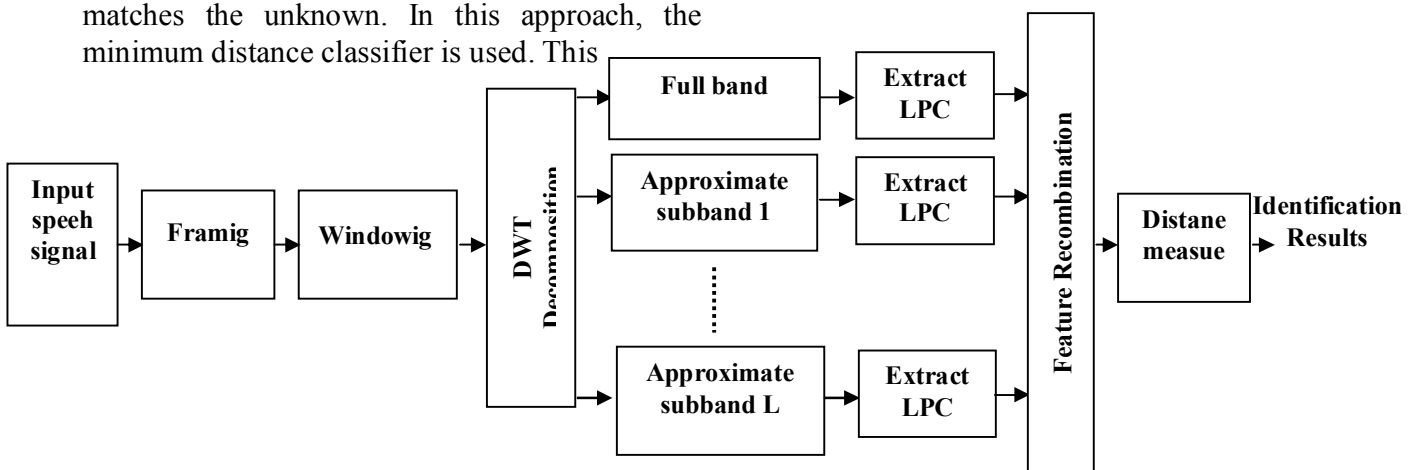 matches the unknown. In this approach, the
minimum distance classifier is used. This
Input
speeh
signal
Framig
Windowig
DWT
Decomposition
Full band
Extract
LPC
Approximate
subband 1
Extract
LPC
Approximate
subband L
Extract
LPC
Feature Recombination
Distane
measue
Identification
Results